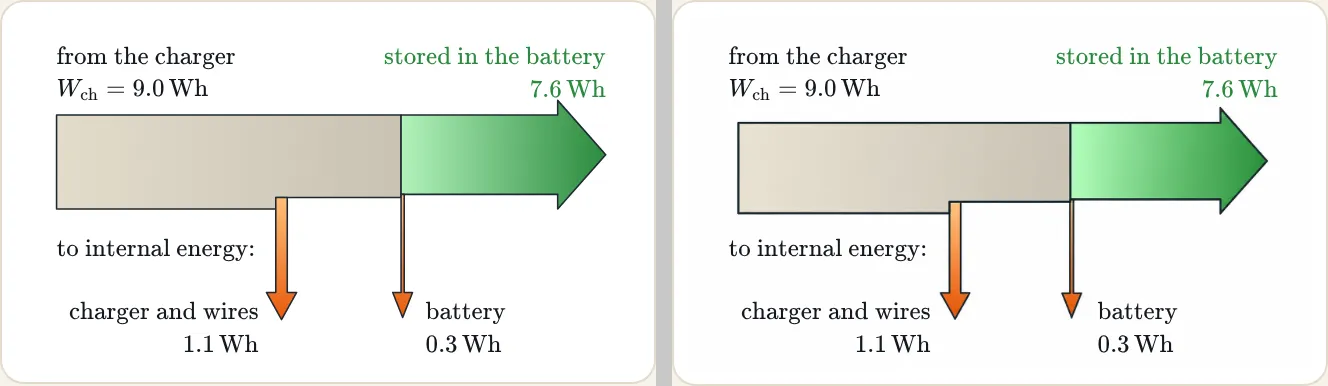 from the charger
W_ch = 9.0 Wh
stored in the battery
7.6 Wh
to internal energy:
charger and wires
1.1 Wh
battery
0.3 Wh
from the charger
W_ch = 9.0 Wh
stored in the battery
7.6 Wh
to internal energy:
charger and wires
1.1 Wh
battery
0.3 Wh